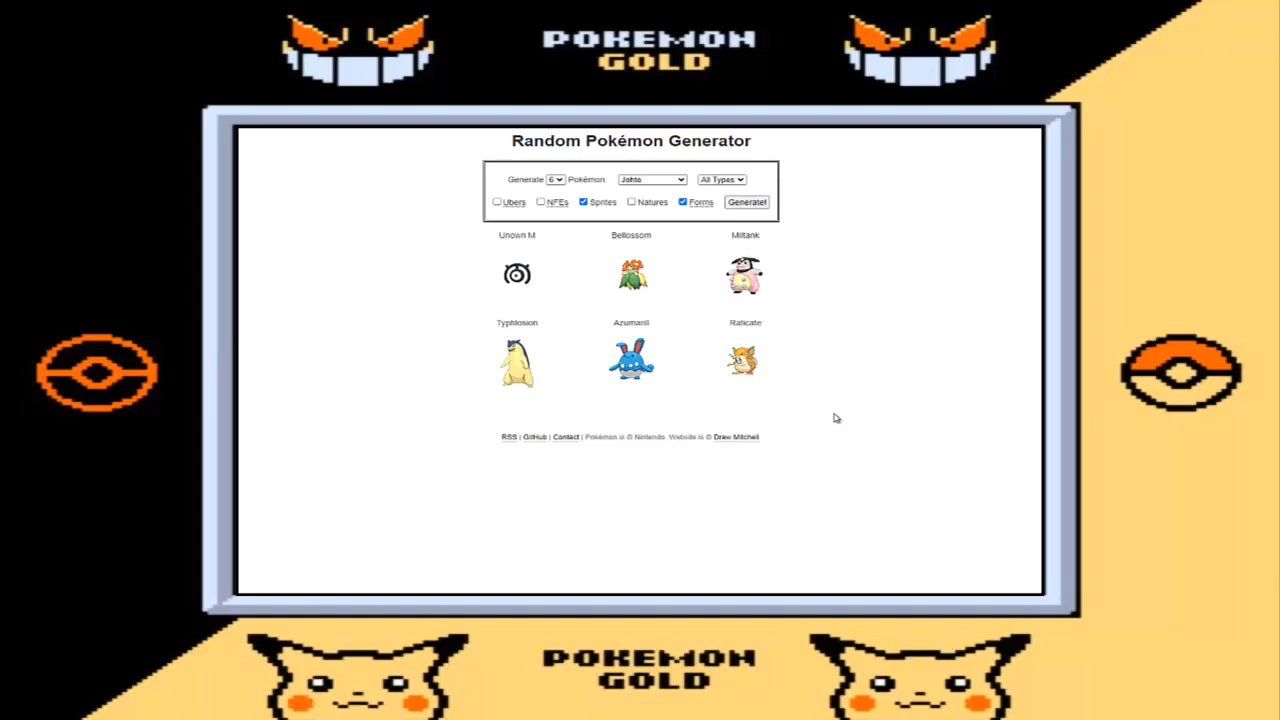 POKEMON
GOLD
Random Pokémon Generator
Generate 6 Pokémon Johto All Types
Ubers NFEs Sprites Natures Forms Generate!
Unown M Bellossom Miltank
Typhlosion Azumarill Raticate
RSS | GitHub | Contact | Pokémon is © Nintendo. Website is © Drew Mitchell
POKEMON
GOLD